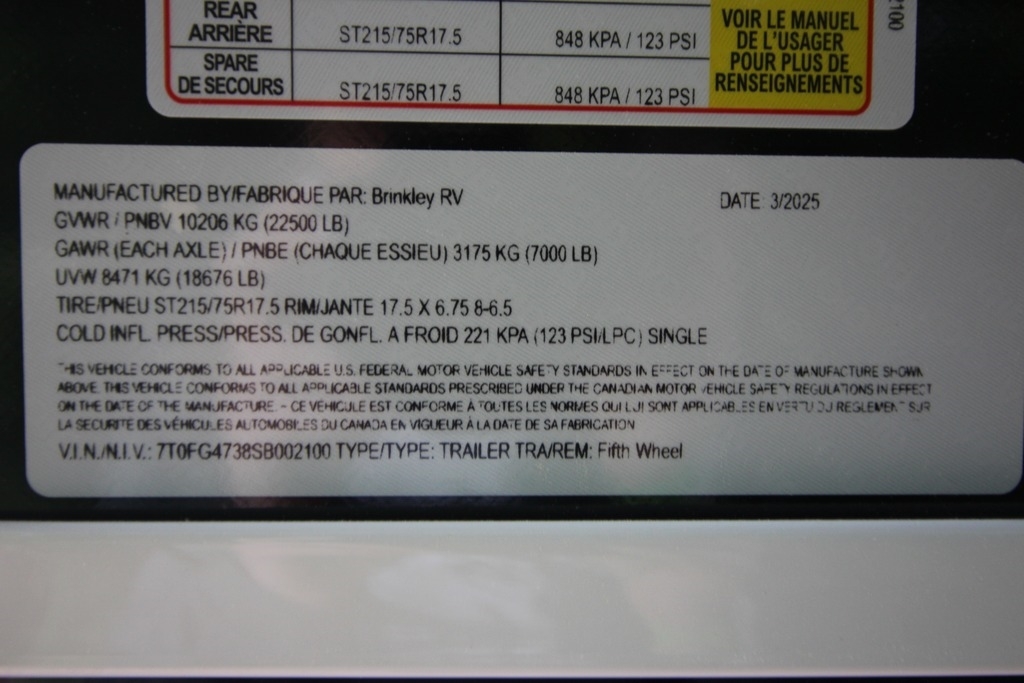 REAR
ARRIÈRE ST215/75R17.5 848 KPA / 123 PSI
SPARE
DE SECOURS ST215/75R17.5 848 KPA / 123 PSI
VOIR LE MANUEL
DE L'USAGER
POUR PLUS DE
RENSEIGNEMENTS
2100
MANUFACTURED BY/FABRIQUE PAR: Brinkley RV DATE: 3/2025
GVWR / PNBV 10206 KG (22500 LB)
GAWR (EACH AXLE) / PNBE (CHAQUE ESSIEU) 3175 KG (7000 LB)
UVW 8471 KG (18676 LB)
TIRE/PNEU ST215/75R17.5 RIM/JANTE 17.5 X 6.75 8-6.5
COLD INFL. PRESS/PRESS. DE GONFL. A FROID 221 KPA (123 PSI/LPC) SINGLE
THIS VEHICLE CONFORMS TO ALL APPLICABLE U.S. FEDERAL MOTOR VEHICLE SAFETY STANDARDS IN EFFECT ON THE DATE OF MANUFACTURE SHOWN
ABOVE. THIS VEHICLE CONFORMS TO ALL APPLICABLE STANDARDS PRESCRIBED UNDER THE CANADIAN MOTOR VEHICLE SAFETY REGULATIONS IN EFFECT
ON THE DATE OF THE MANUFACTURE. - CE VEHICULE EST CONFORME À TOUTES LES NORMES QUI LUI SONT APPLICABLES EN VERTU DU REGLEMENT SUR
LA SECURITE DES VÉHICULES AUTOMOBILES DU CANADA EN VIGUEUR À LA DATE DE SA FABRICATION
V.I.N./N.I.V.: 7T0FG4738SB002100 TYPE/TYPE: TRAILER TRA/REM: Fifth Wheel